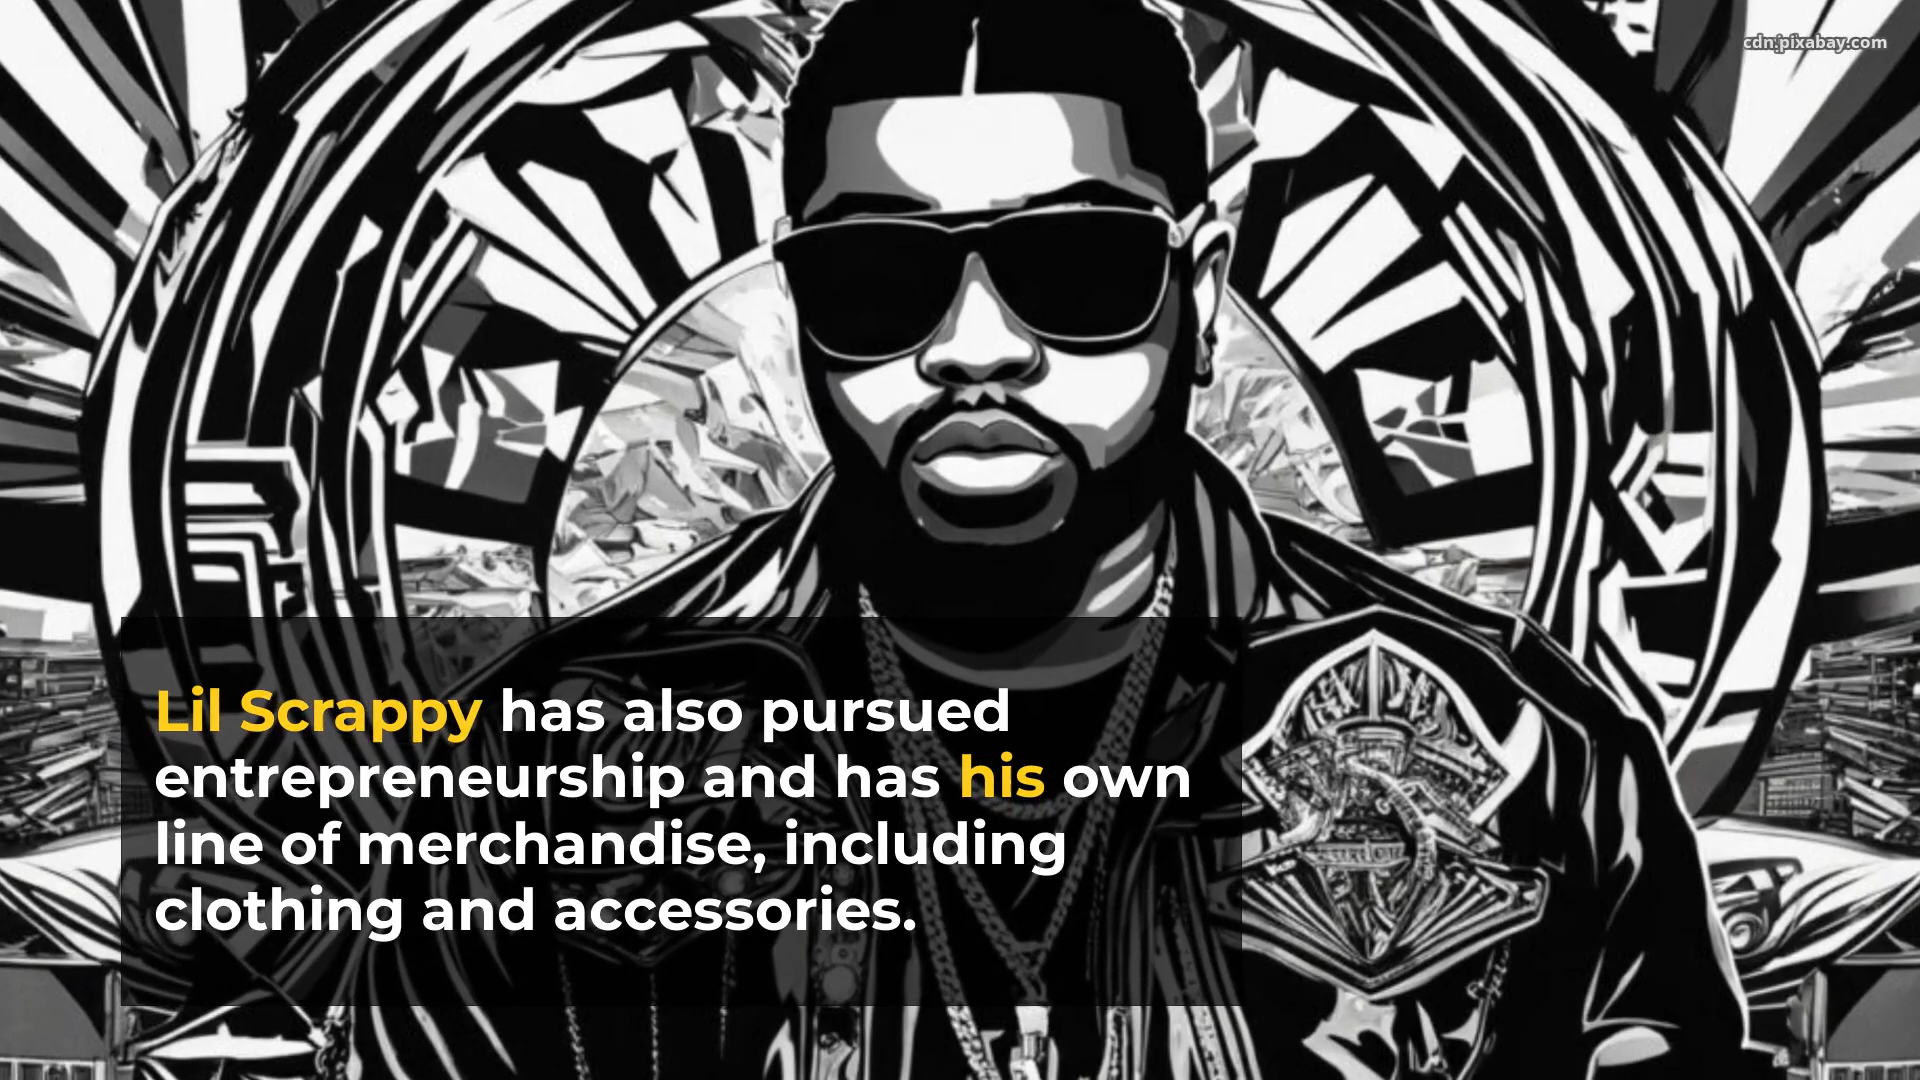 cdn.pixabay.com
Lil Scrappy has also pursued
entrepreneurship and has his own
line of merchandise, including
clothing and accessories.